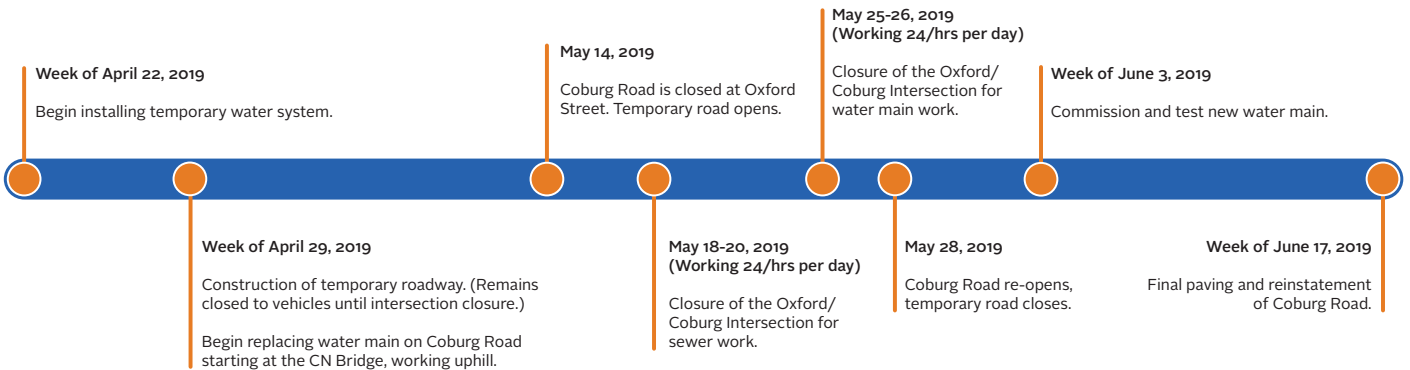 Week of April 22, 2019
Begin installing temporary water system.
Week of April 29, 2019
Construction of temporary roadway. (Remains
closed to vehicles until intersection closure.)
Begin replacing water main on Coburg Road
starting at the CN Bridge, working uphill.
May 14, 2019
Coburg Road is closed at Oxford
Street. Temporary road opens.
May 18-20, 2019
(Working 24/hrs per day)
Closure of the Oxford/
Coburg Intersection for
sewer work.
May 25-26, 2019
(Working 24/hrs per day)
Closure of the Oxford/
Coburg Intersection for
water main work.
May 28, 2019
Coburg Road re-opens,
temporary road closes.
Week of June 3, 2019
Commission and test new water main.
Week of June 17, 2019
Final paving and reinstatement
of Coburg Road.